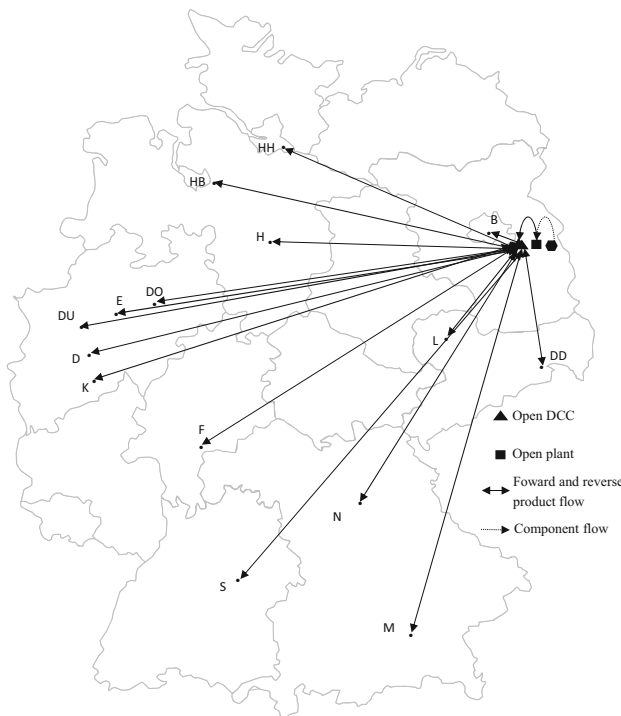 HH
HB
B
H
DO
E
DU
D
L
DD
K
Open DCC
F
Open plant
Foward and reverse
product flow
N
Component flow
S
M